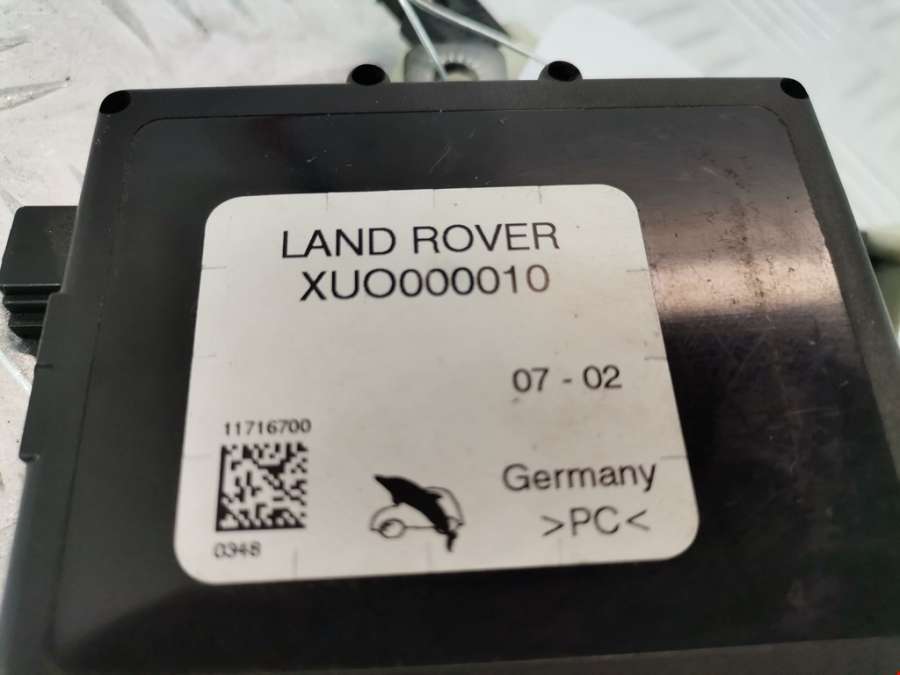 LAND ROVER
XUO000010
07 - 02
11716700
Germany
>PC<
0348